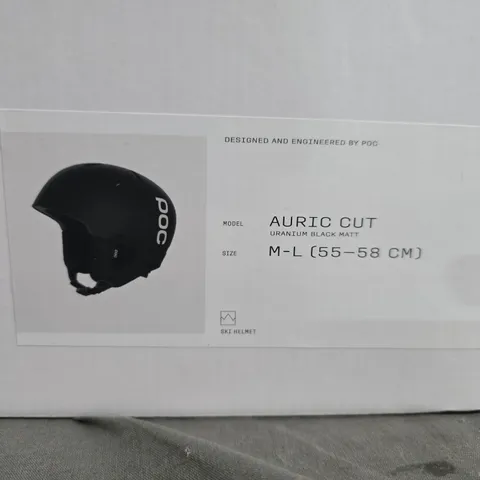 DESIGNED AND ENGINEERED BY POC
POC
MODEL AURIC CUT
URANIUM BLACK MATT
SIZE M-L (55–58 CM)
SKI HELMET